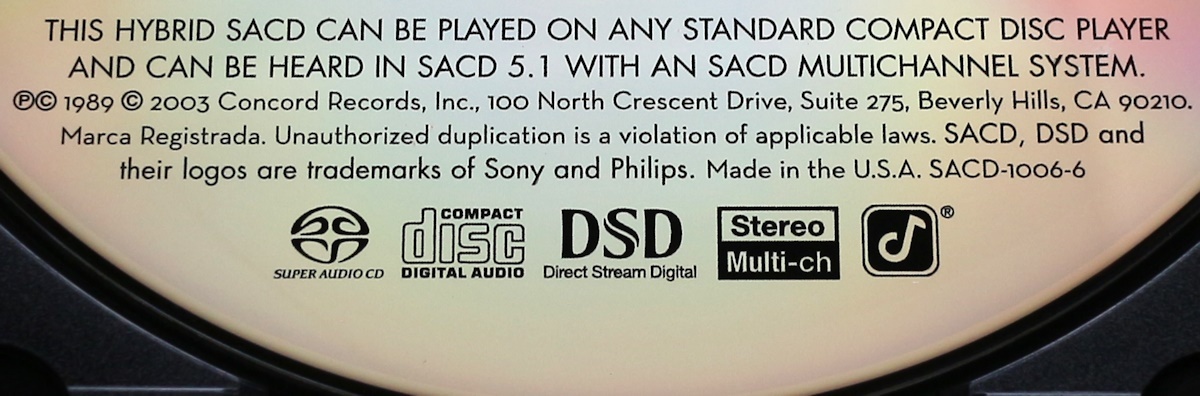 THIS HYBRID SACD CAN BE PLAYED ON ANY STANDARD COMPACT DISC PLAYER
AND CAN BE HEARD IN SACD 5.1 WITH AN SACD MULTICHANNEL SYSTEM.
℗© 1989 © 2003 Concord Records, Inc., 100 North Crescent Drive, Suite 275, Beverly Hills, CA 90210.
Marca Registrada. Unauthorized duplication is a violation of applicable laws. SACD, DSD and
their logos are trademarks of Sony and Philips. Made in the U.S.A. SACD-1006-6
SUPER AUDIO CD
COMPACT
disc
DIGITAL AUDIO
DSD
Direct Stream Digital
Stereo
Multi-ch
®